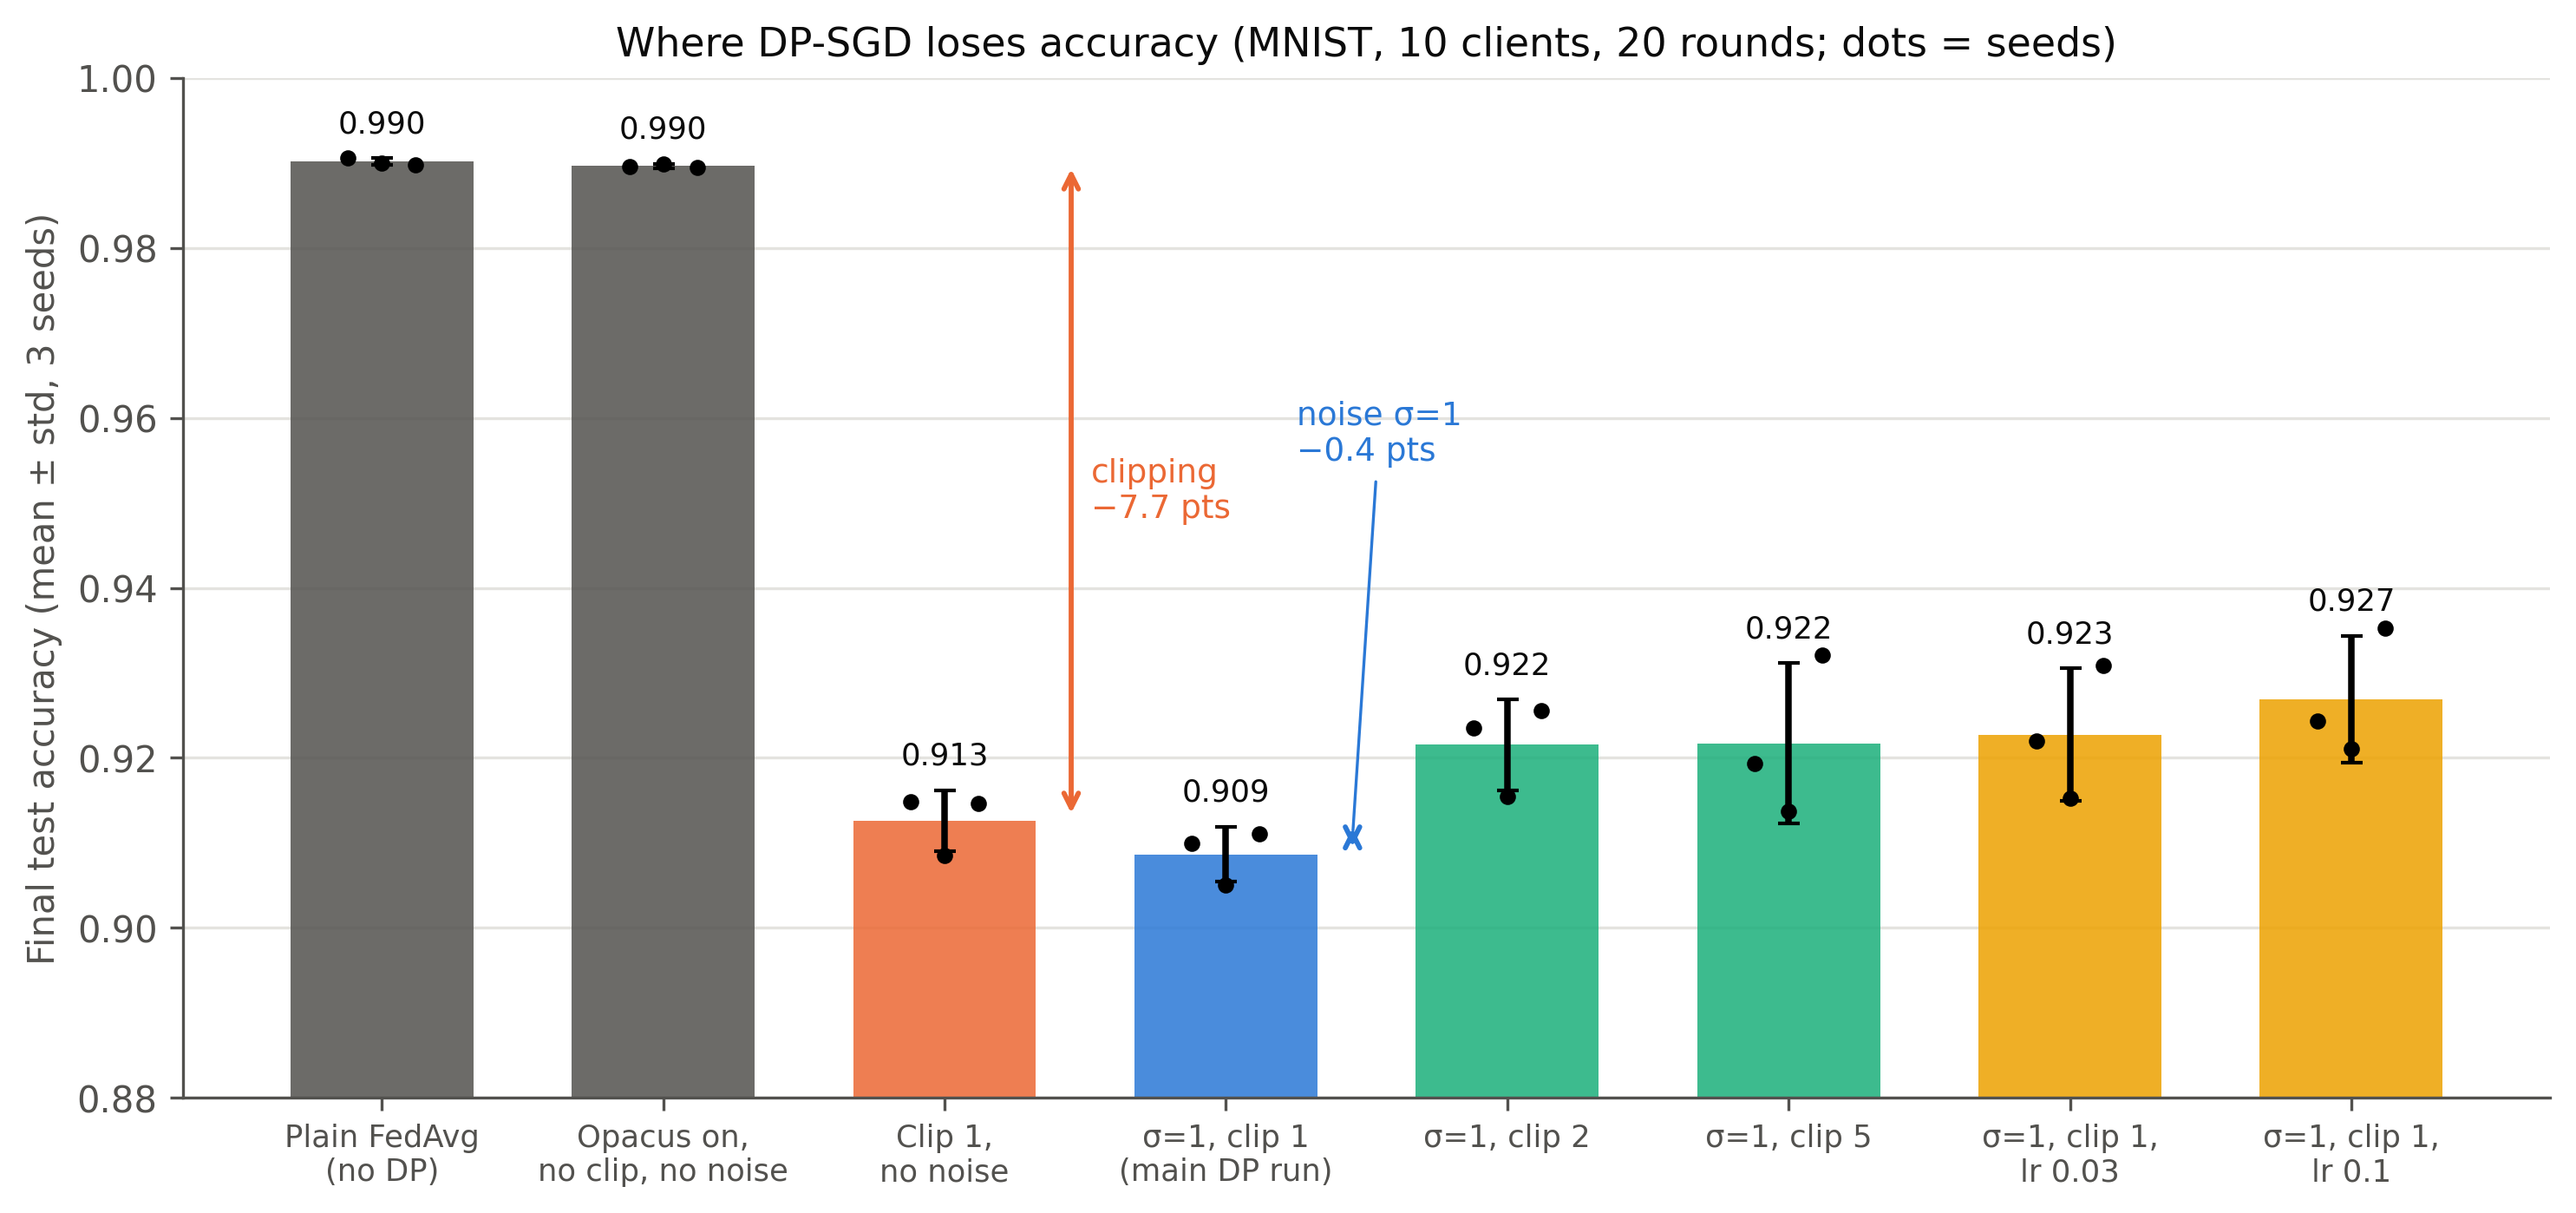 Where DP-SGD loses accuracy (MNIST, 10 clients, 20 rounds; dots = seeds)
Final test accuracy (mean ± std, 3 seeds)
1.00
0.98
0.96
0.94
0.92
0.90
0.88
0.990
0.990
clipping
−7.7 pts
noise σ=1
−0.4 pts
0.913
0.909
0.922
0.922
0.923
0.927
Plain FedAvg
(no DP)
Opacus on,
no clip, no noise
Clip 1,
no noise
σ=1, clip 1
(main DP run)
σ=1, clip 2
σ=1, clip 5
σ=1, clip 1,
lr 0.03
σ=1, clip 1,
lr 0.1